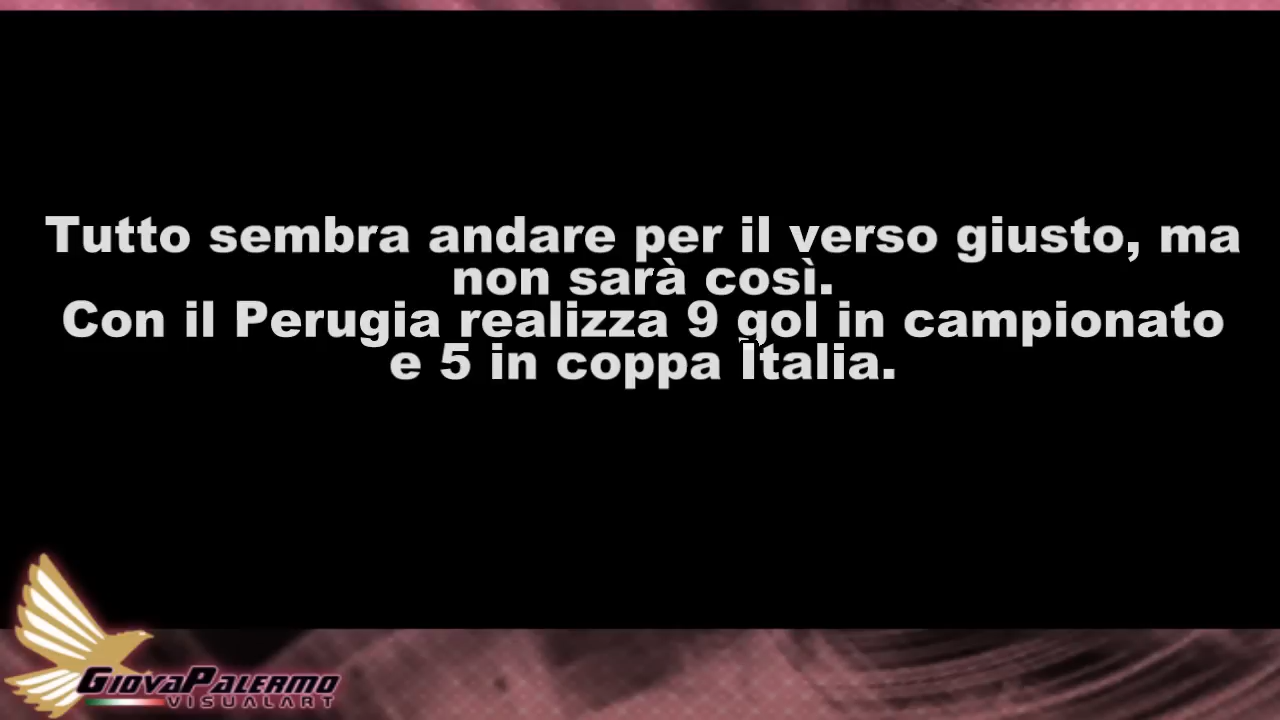 Tutto sembra andare per il verso giusto, ma
non sarà così.
Con il Perugia realizza 9 gol in campionato
e 5 in coppa Italia.
GiovaPalermo
VISUALART